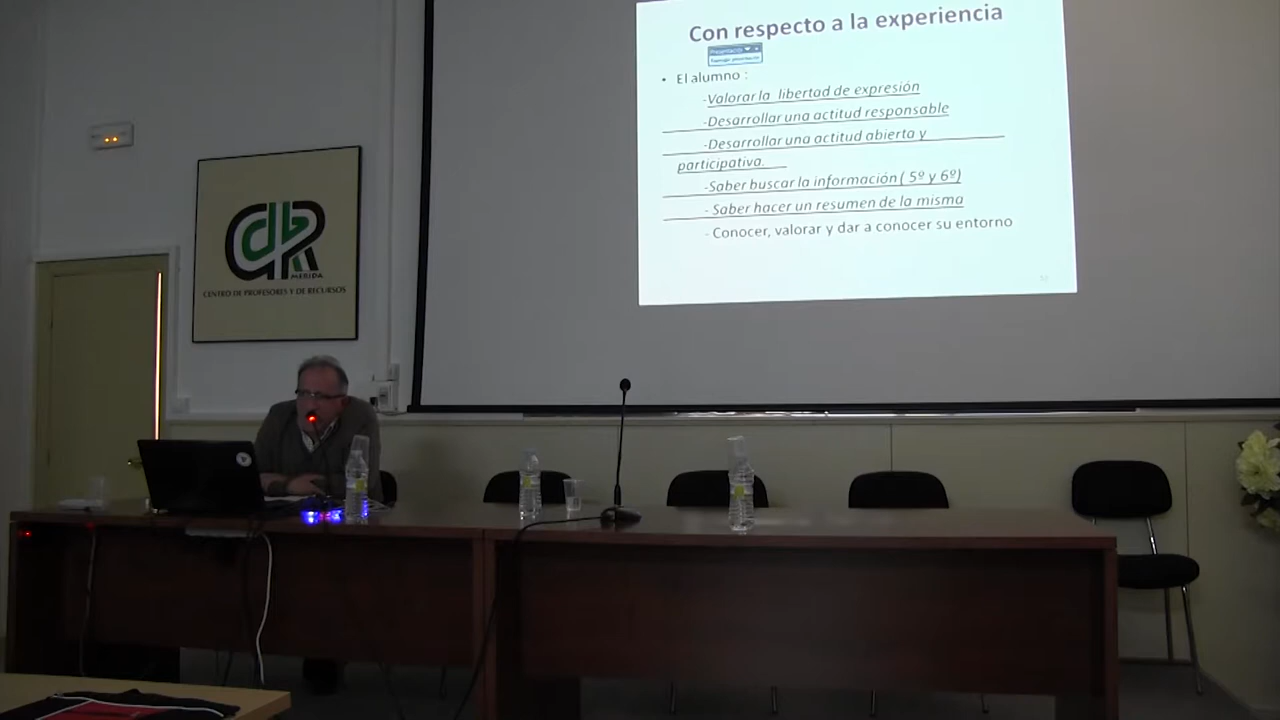 Con respecto a la experiencia
Presentació
• El alumno :
-Valorar la libertad de expresión
-Desarrollar una actitud responsable
-Desarrollar una actitud abierta y
participativa.
-Saber buscar la información ( 5º y 6º)
- Saber hacer un resumen de la misma
- Conocer, valorar y dar a conocer su entorno
CPR
MERIDA
CENTRO DE PROFESORES Y DE RECURSOS